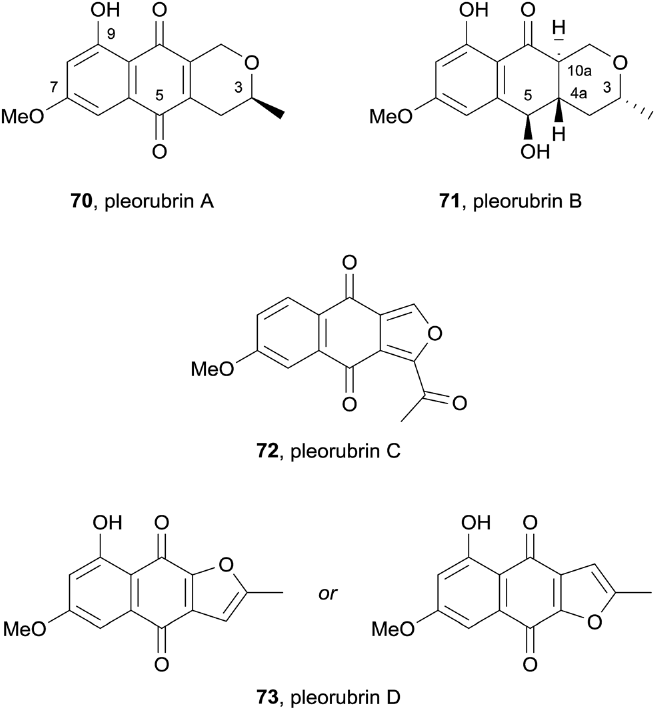 OH O OH O H
9
O O
7 3 10a 3
5 5 4a
MeO MeO
O OH H
70, pleorubrin A 71, pleorubrin B
O
O
MeO
O O
72, pleorubrin C
OH O OH O
O
or
MeO MeO O
O O
73, pleorubrin D